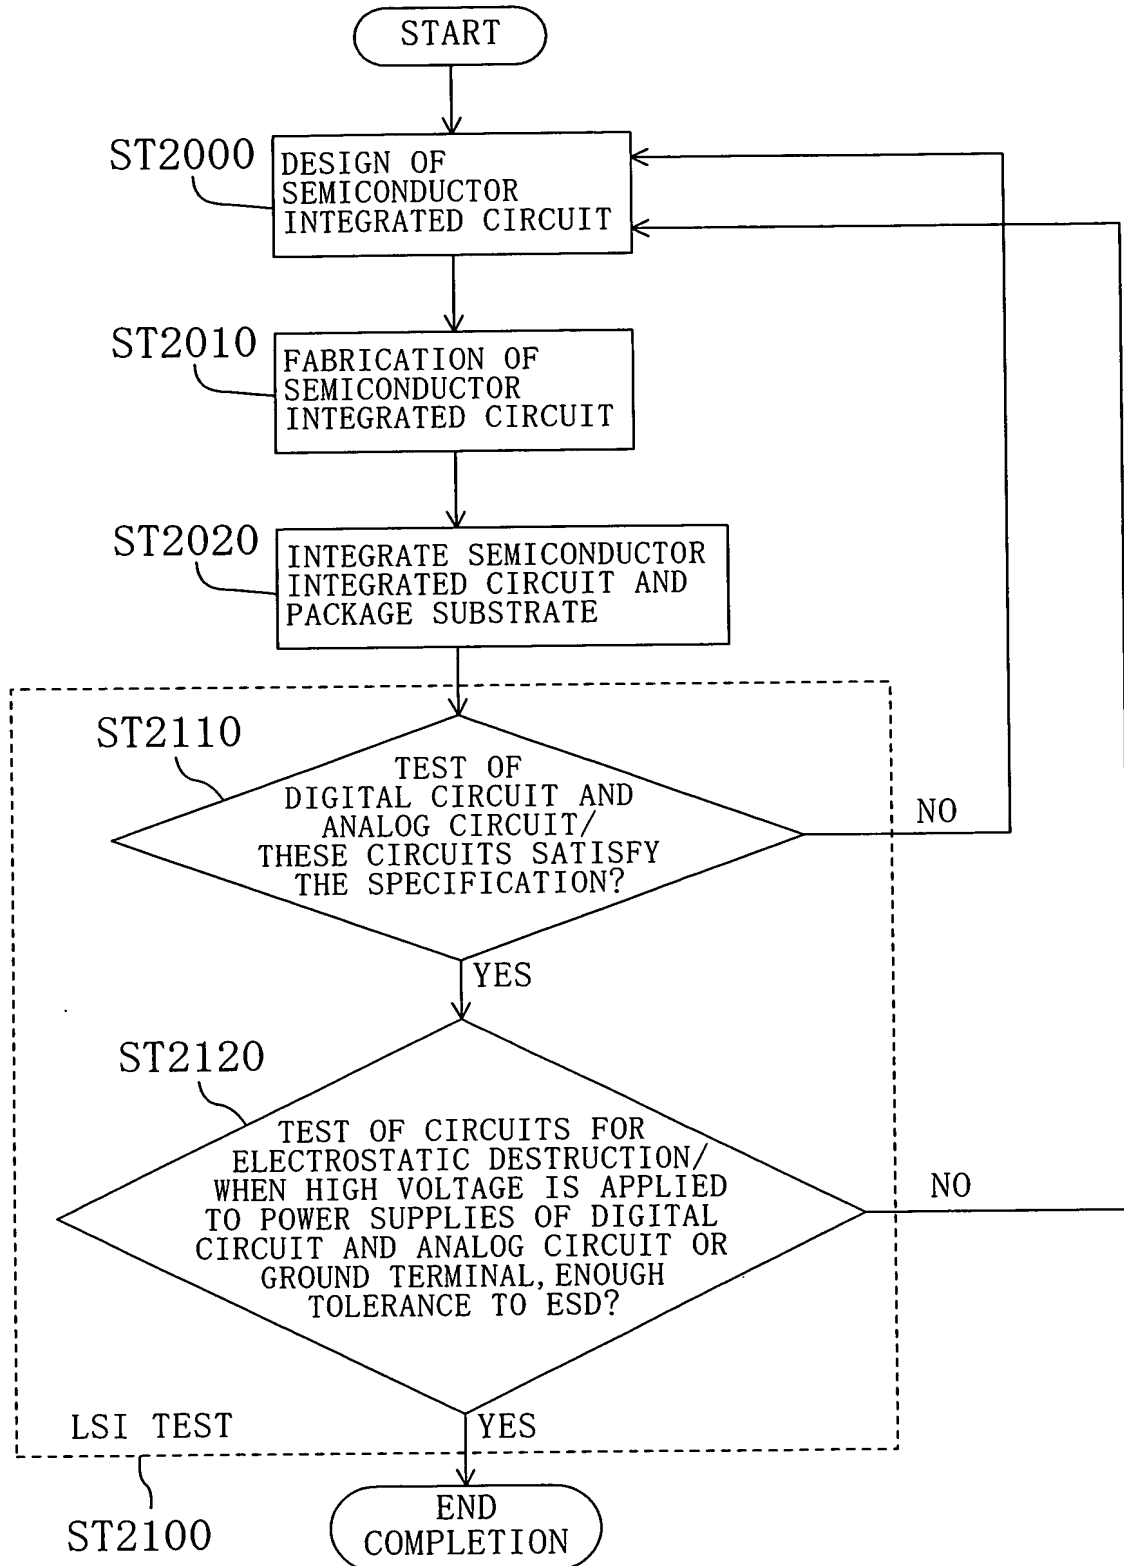 START
ST2000
DESIGN OF
SEMICONDUCTOR
INTEGRATED CIRCUIT
ST2010
FABRICATION OF
SEMICONDUCTOR
INTEGRATED CIRCUIT
ST2020
INTEGRATE SEMICONDUCTOR
INTEGRATED CIRCUIT AND
PACKAGE SUBSTRATE
ST2110
TEST OF
DIGITAL CIRCUIT AND
ANALOG CIRCUIT/
THESE CIRCUITS SATISFY
THE SPECIFICATION?
NO
YES
ST2120
TEST OF CIRCUITS FOR
ELECTROSTATIC DESTRUCTION/
WHEN HIGH VOLTAGE IS APPLIED
TO POWER SUPPLIES OF DIGITAL
CIRCUIT AND ANALOG CIRCUIT OR
GROUND TERMINAL, ENOUGH
TOLERANCE TO ESD?
NO
LSI TEST
YES
ST2100
END
COMPLETION